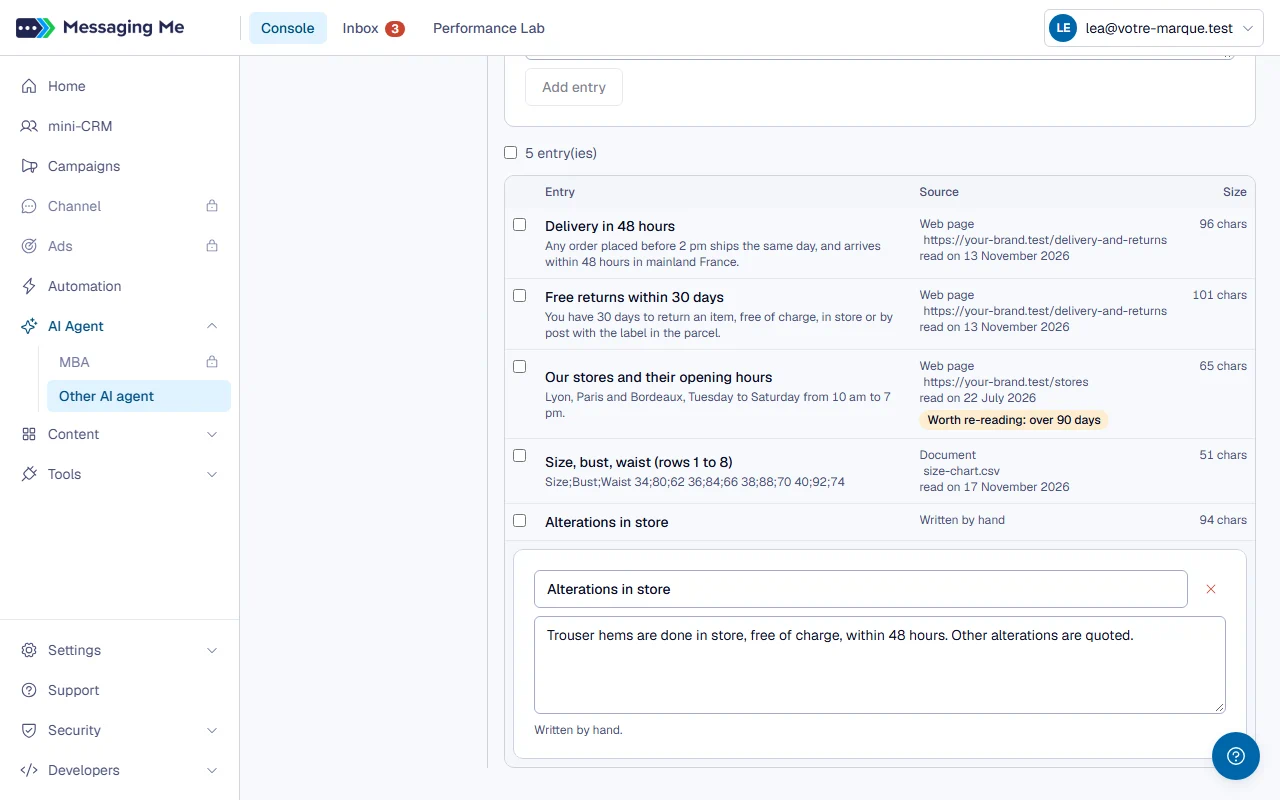 Messaging Me
Console
Inbox 3
Performance Lab
LE lea@votre-marque.test
Home
mini-CRM
Campaigns
Channel
Ads
Automation
AI Agent
MBA
Other AI agent
Content
Tools
Settings
Support
Security
Developers
Add entry
5 entry(ies)
Entry Source Size
Delivery in 48 hours
Any order placed before 2 pm ships the same day, and arrives
within 48 hours in mainland France.
Web page
https://your-brand.test/delivery-and-returns
read on 13 November 2026
96 chars
Free returns within 30 days
You have 30 days to return an item, free of charge, in store or by
post with the label in the parcel.
Web page
https://your-brand.test/delivery-and-returns
read on 13 November 2026
101 chars
Our stores and their opening hours
Lyon, Paris and Bordeaux, Tuesday to Saturday from 10 am to 7
pm.
Web page
https://your-brand.test/stores
read on 22 July 2026
Worth re-reading: over 90 days
65 chars
Size, bust, waist (rows 1 to 8)
Size;Bust;Waist 34;80;62 36;84;66 38;88;70 40;92;74
Document
size-chart.csv
read on 17 November 2026
51 chars
Alterations in store
Written by hand
94 chars
Alterations in store
Trouser hems are done in store, free of charge, within 48 hours. Other alterations are quoted.
Written by hand.